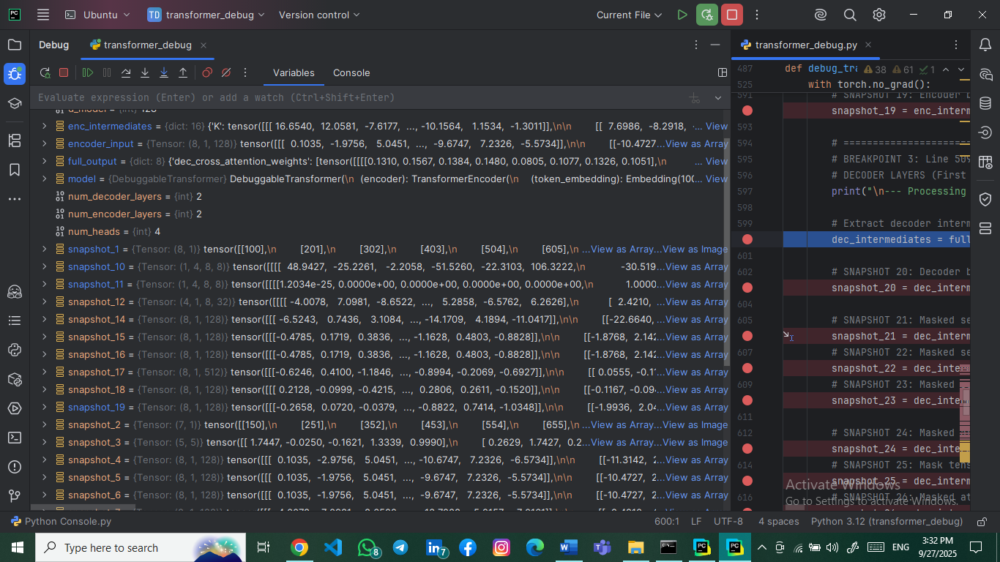 PC Ubuntu TD transformer_debug Version control Current File
Debug transformer_debug transformer_debug.py
Variables Console 487 def debug_tra 38 61 1
Evaluate expression (Enter) or add a watch (Ctrl+Shift+Enter) 525 with torch.no_grad():
591 # SNAPSHOT 19: Encoder b
enc_intermediates = {dict: 16} {'K': tensor([[[ 16.6540, 12.0581, -7.6177, ..., -10.1564, 1.1534, -1.3011]],\n\n [[ 7.6986, -8.2918, ... View
snapshot_19 = enc_interm
encoder_input = {Tensor: (8, 1, 128)} tensor([[[ 0.1035, -1.9756, 5.0451, ..., -9.6747, 7.2326, -5.5734]],\n\n [[-10.4727...View as Array
593
full_output = {dict: 8} {'dec_cross_attention_weights': [tensor([[[[0.1310, 0.1567, 0.1384, 0.1480, 0.0805, 0.1077, 0.1326, 0.1051],\n ... View
594 # ======================
595 # BREAKPOINT 3: Line 509
model = {DebuggableTransformer} DebuggableTransformer(\n (encoder): TransformerEncoder(\n (token_embedding): Embedding(100... View
596 # DECODER LAYERS (First
num_decoder_layers = {int} 2
597 print("\n--- Processing
num_encoder_layers = {int} 2
598
num_heads = {int} 4
599 # Extract decoder interm
snapshot_1 = {Tensor: (8, 1)} tensor([[100],\n [201],\n [302],\n [403],\n [504],\n [605],\n ...View as Array...View as Image
dec_intermediates = full
snapshot_10 = {Tensor: (1, 4, 8, 8)} tensor([[[[ 48.9427, -25.2261, -2.2058, -51.5260, -22.3103, 106.3222,\n -30.519...View as Array
601
602 # SNAPSHOT 20: Decoder b
snapshot_11 = {Tensor: (1, 4, 8, 8)} tensor([[[[1.2034e-25, 0.0000e+00, 0.0000e+00, 0.0000e+00, 0.0000e+00,\n 1.0000...View as Array
snapshot_20 = dec_interm
snapshot_12 = {Tensor: (4, 1, 8, 32)} tensor([[[[ -4.0078, 7.0981, -8.6522, ..., 5.2858, -6.5762, 6.2626],\n [ 2.4210, ...View as Array
604
snapshot_14 = {Tensor: (8, 1, 128)} tensor([[[ -6.5243, 0.7436, 3.1084, ..., -14.1709, 4.1894, -11.0417]],\n\n [[-22.6640, ...View as Array
605 # SNAPSHOT 21: Masked se
snapshot_15 = {Tensor: (8, 1, 128)} tensor([[[-0.4785, 0.1719, 0.3836, ..., -1.1628, 0.4803, -0.8828]],\n\n [[-1.8768, 2.142...View as Array
snapshot_21 = dec_interm
snapshot_16 = {Tensor: (8, 1, 128)} tensor([[[-0.4785, 0.1719, 0.3836, ..., -1.1628, 0.4803, -0.8828]],\n\n [[-1.8768, 2.142...View as Array
607 # SNAPSHOT 22: Masked se
snapshot_17 = {Tensor: (8, 1, 512)} tensor([[[-0.6246, 0.4100, -1.1846, ..., -0.8994, -0.2069, -0.6927]],\n\n [[ 0.0555, -0.1...View as Array
snapshot_22 = dec_inte
snapshot_18 = {Tensor: (8, 1, 128)} tensor([[[ 0.2128, -0.0999, -0.4215, ..., 0.2806, 0.2611, -0.1520]],\n\n [[-0.1167, -0.09...View as Array
609 # SNAPSHOT 23: Masked
snapshot_19 = {Tensor: (8, 1, 128)} tensor([[[-0.2658, 0.0720, -0.0379, ..., -0.8822, 0.7414, -1.0348]],\n\n [[-1.9936, 2.04...View as Array
snapshot_23 = dec_inte
611
snapshot_2 = {Tensor: (7, 1)} tensor([[150],\n [251],\n [352],\n [453],\n [554],\n [655],\n ...View as Array...View as Image
612 # SNAPSHOT 24: Masked
snapshot_3 = {Tensor: (5, 5)} tensor([[ 1.7447, -0.0250, -0.1621, 1.3339, 0.9990],\n [ 0.2629, 1.7427, 0.2...View as Array...View as Image
snapshot_24 = dec_inte
snapshot_4 = {Tensor: (8, 1, 128)} tensor([[[ 0.1035, -2.9756, 5.0451, ..., -10.6747, 7.2326, -6.5734]],\n\n [[-11.3142, 2...View as Array
614 # SNAPSHOT 25: Mask tens
snapshot_5 = {Tensor: (8, 1, 128)} tensor([[[ 0.1035, -1.9756, 5.0451, ..., -9.6747, 7.2326, -5.5734]],\n\n [[-10.4727, 2...View as Array
snapshot_25 = dec_interm
Activate Windows
snapshot_6 = {Tensor: (8, 1, 128)} tensor([[[ 0.1035, -1.9756, 5.0451, ..., -9.6747, 7.2326, -5.5734]],\n\n [[-10.4727, 2...View as Array
616 # SNAPSHOT 26: Masked at
Go to Settings to activate Windows.
Python Console.py 600:1 LF UTF-8 4 spaces Python 3.12 (transformer_debug)
Type here to search 8 7 ENG 3:32 PM
9/27/2025